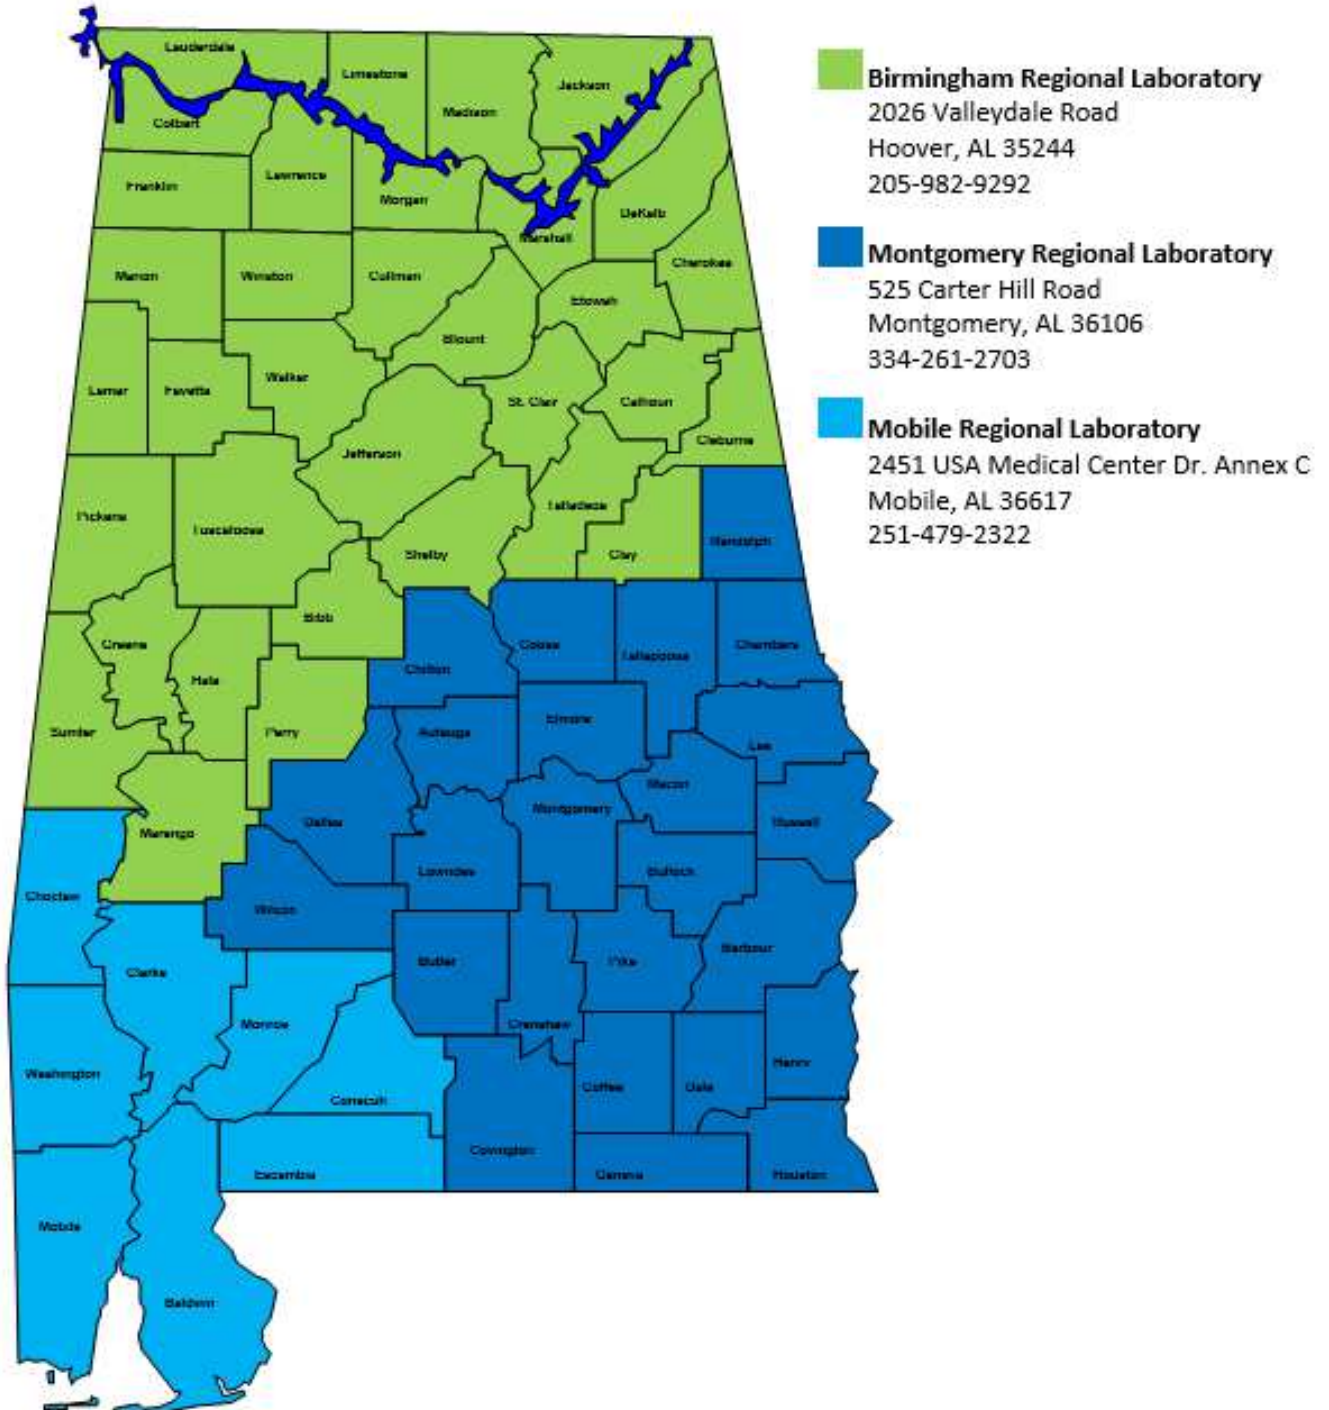 Birmingham Regional Laboratory
2026 Valleydale Road
Hoover, AL 35244
205-982-9292
Montgomery Regional Laboratory
525 Carter Hill Road
Montgomery, AL 36106
334-261-2703
Mobile Regional Laboratory
2451 USA Medical Center Dr. Annex C
Mobile, AL 36617
251-479-2322
Lauderdale
Limestone
Madison
Jackson
Colbert
Franklin
Lawrence
Morgan
Marshall
DeKalb
Cherokee
Marion
Winston
Cullman
Etowah
Blount
Lamar
Fayette
Walker
St. Clair
Calhoun
Cleburne
Jefferson
Pickens
Tuscaloosa
Talladega
Shelby
Clay
Randolph
Bibb
Greene
Hale
Coosa
Tallapoosa
Chambers
Chilton
Sumter
Perry
Autauga
Elmore
Lee
Macon
Marengo
Dallas
Montgomery
Russell
Choctaw
Lowndes
Bullock
Wilcox
Clarke
Butler
Pike
Barbour
Monroe
Crenshaw
Washington
Conecuh
Coffee
Dale
Henry
Escambia
Covington
Geneva
Houston
Mobile
Baldwin